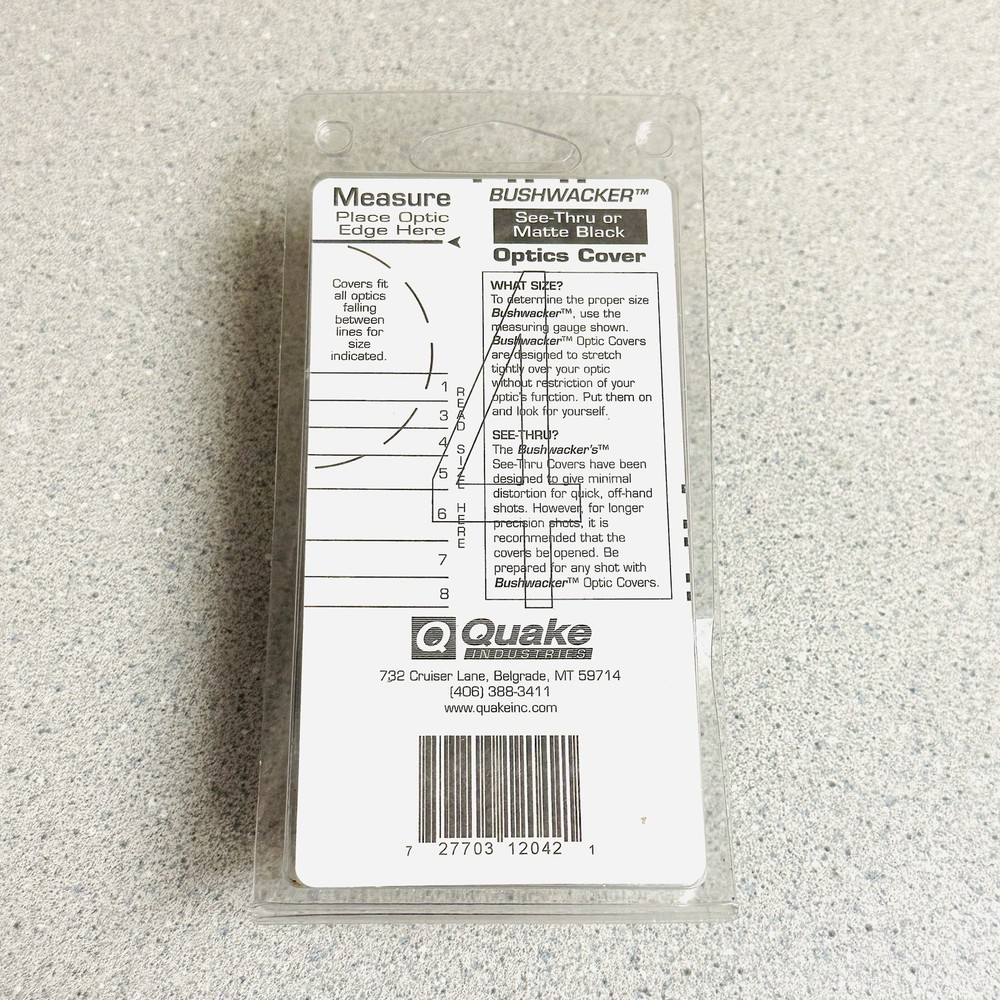 Measure
Place Optic
Edge Here
Covers fit
all optics
falling
between
lines for
size
indicated.
1
3
4
5
6
7
8
READ SIZE HERE
BUSHWACKER™
See-Thru or
Matte Black
Optics Cover
WHAT SIZE?
To determine the proper size
Bushwacker™, use the
measuring gauge shown.
Bushwacker™ Optic Covers
are designed to stretch
tightly over your optic
without restriction of your
optic's function. Put them on
and look for yourself.
SEE-THRU?
The Bushwacker's™
See-Thru Covers have been
designed to give minimal
distortion for quick, off-hand
shots. However, for longer
precision shots, it is
recommended that the
covers be opened. Be
prepared for any shot with
Bushwacker™ Optic Covers.
4
Q Quake
INDUSTRIES
732 Cruiser Lane, Belgrade, MT 59714
(406) 388-3411
www.quakeinc.com
7 27703 12042 1